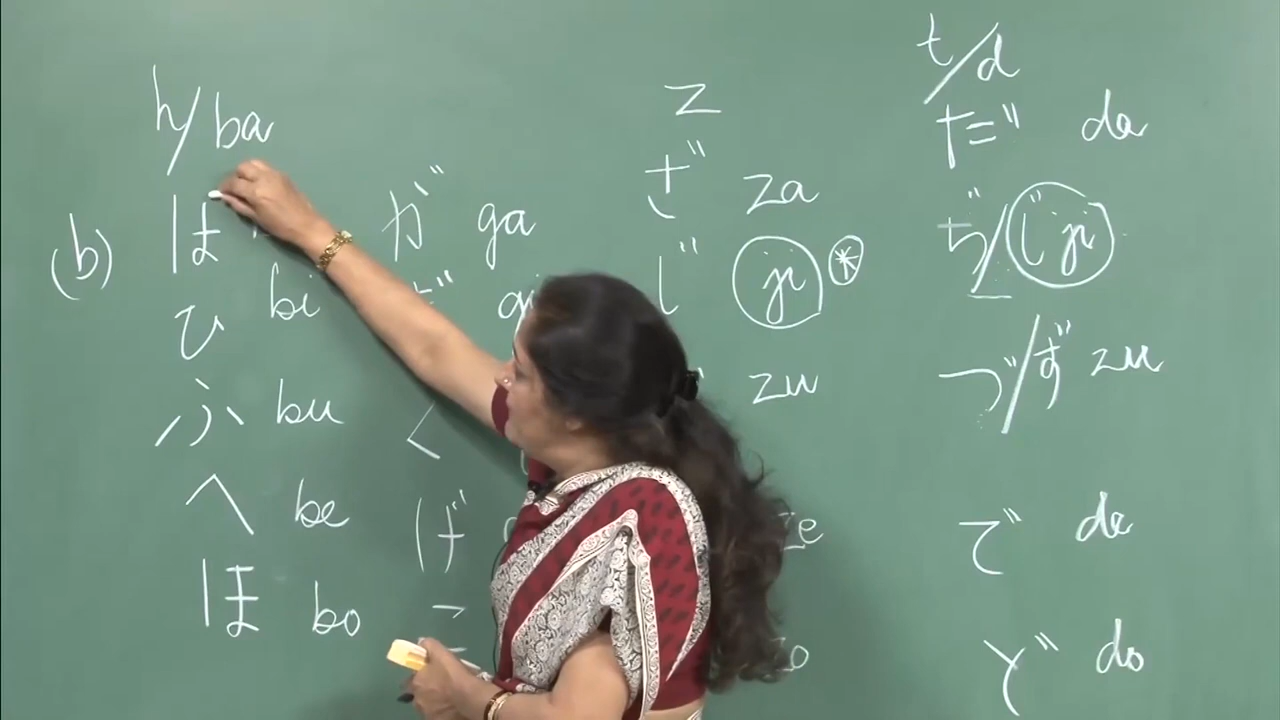 h/ba
(b) は
ひ bi
ふ bu
へ be
ほ bo
が ga
く
げ
z
ざ za
じ ji *
zu
t/d
だ da
ぢ/じ ji
づ/ず zu
で de
ど do